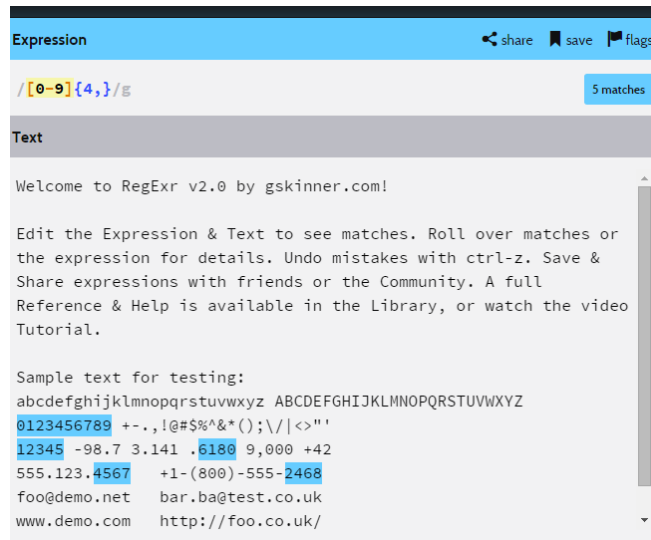 Expression share save flags
/[0-9]{4,}/g 5 matches
Text
Welcome to RegExr v2.0 by gskinner.com!
Edit the Expression & Text to see matches. Roll over matches or
the expression for details. Undo mistakes with ctrl-z. Save &
Share expressions with friends or the Community. A full
Reference & Help is available in the Library, or watch the video
Tutorial.
Sample text for testing:
abcdefghijklmnopqrstuvwxyz ABCDEFGHIJKLMNOPQRSTUVWXYZ
0123456789 +-.,!@#$%^&*();\/|<>"'
12345 -98.7 3.141 .6180 9,000 +42
555.123.4567 +1-(800)-555-2468
foo@demo.net bar.ba@test.co.uk
www.demo.com http://foo.co.uk/